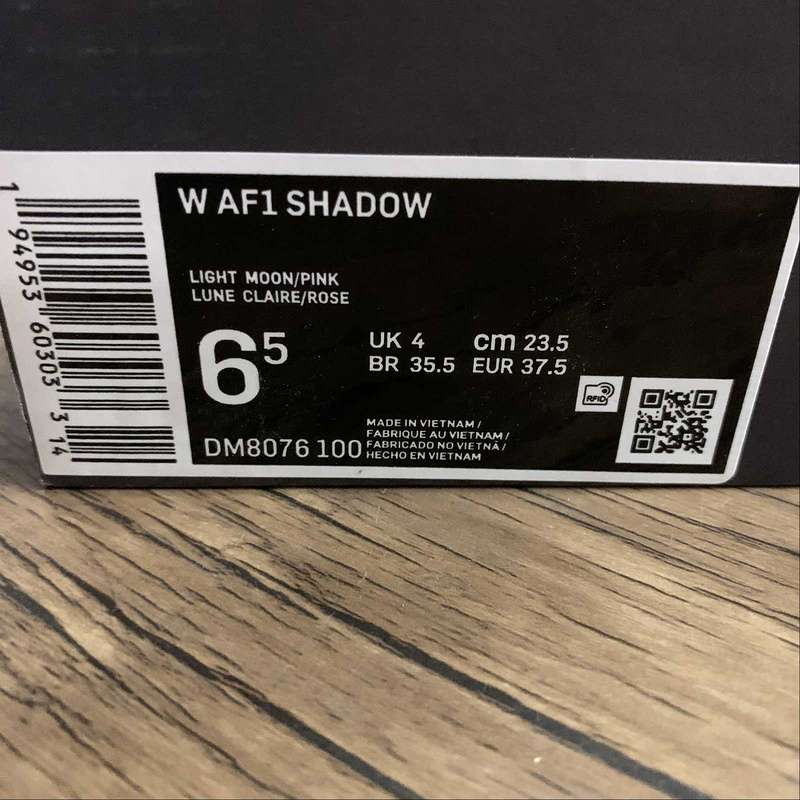 W AF1 SHADOW
LIGHT MOON/PINK
LUNE CLAIRE/ROSE
6⁵
UK 4 cm 23.5
BR 35.5 EUR 37.5
RFID
DM8076 100
MADE IN VIETNAM /
FABRIQUE AU VIETNAM /
FABRICADO NO VIETNÃ /
HECHO EN VIETNAM
1 94953 60303 3 14